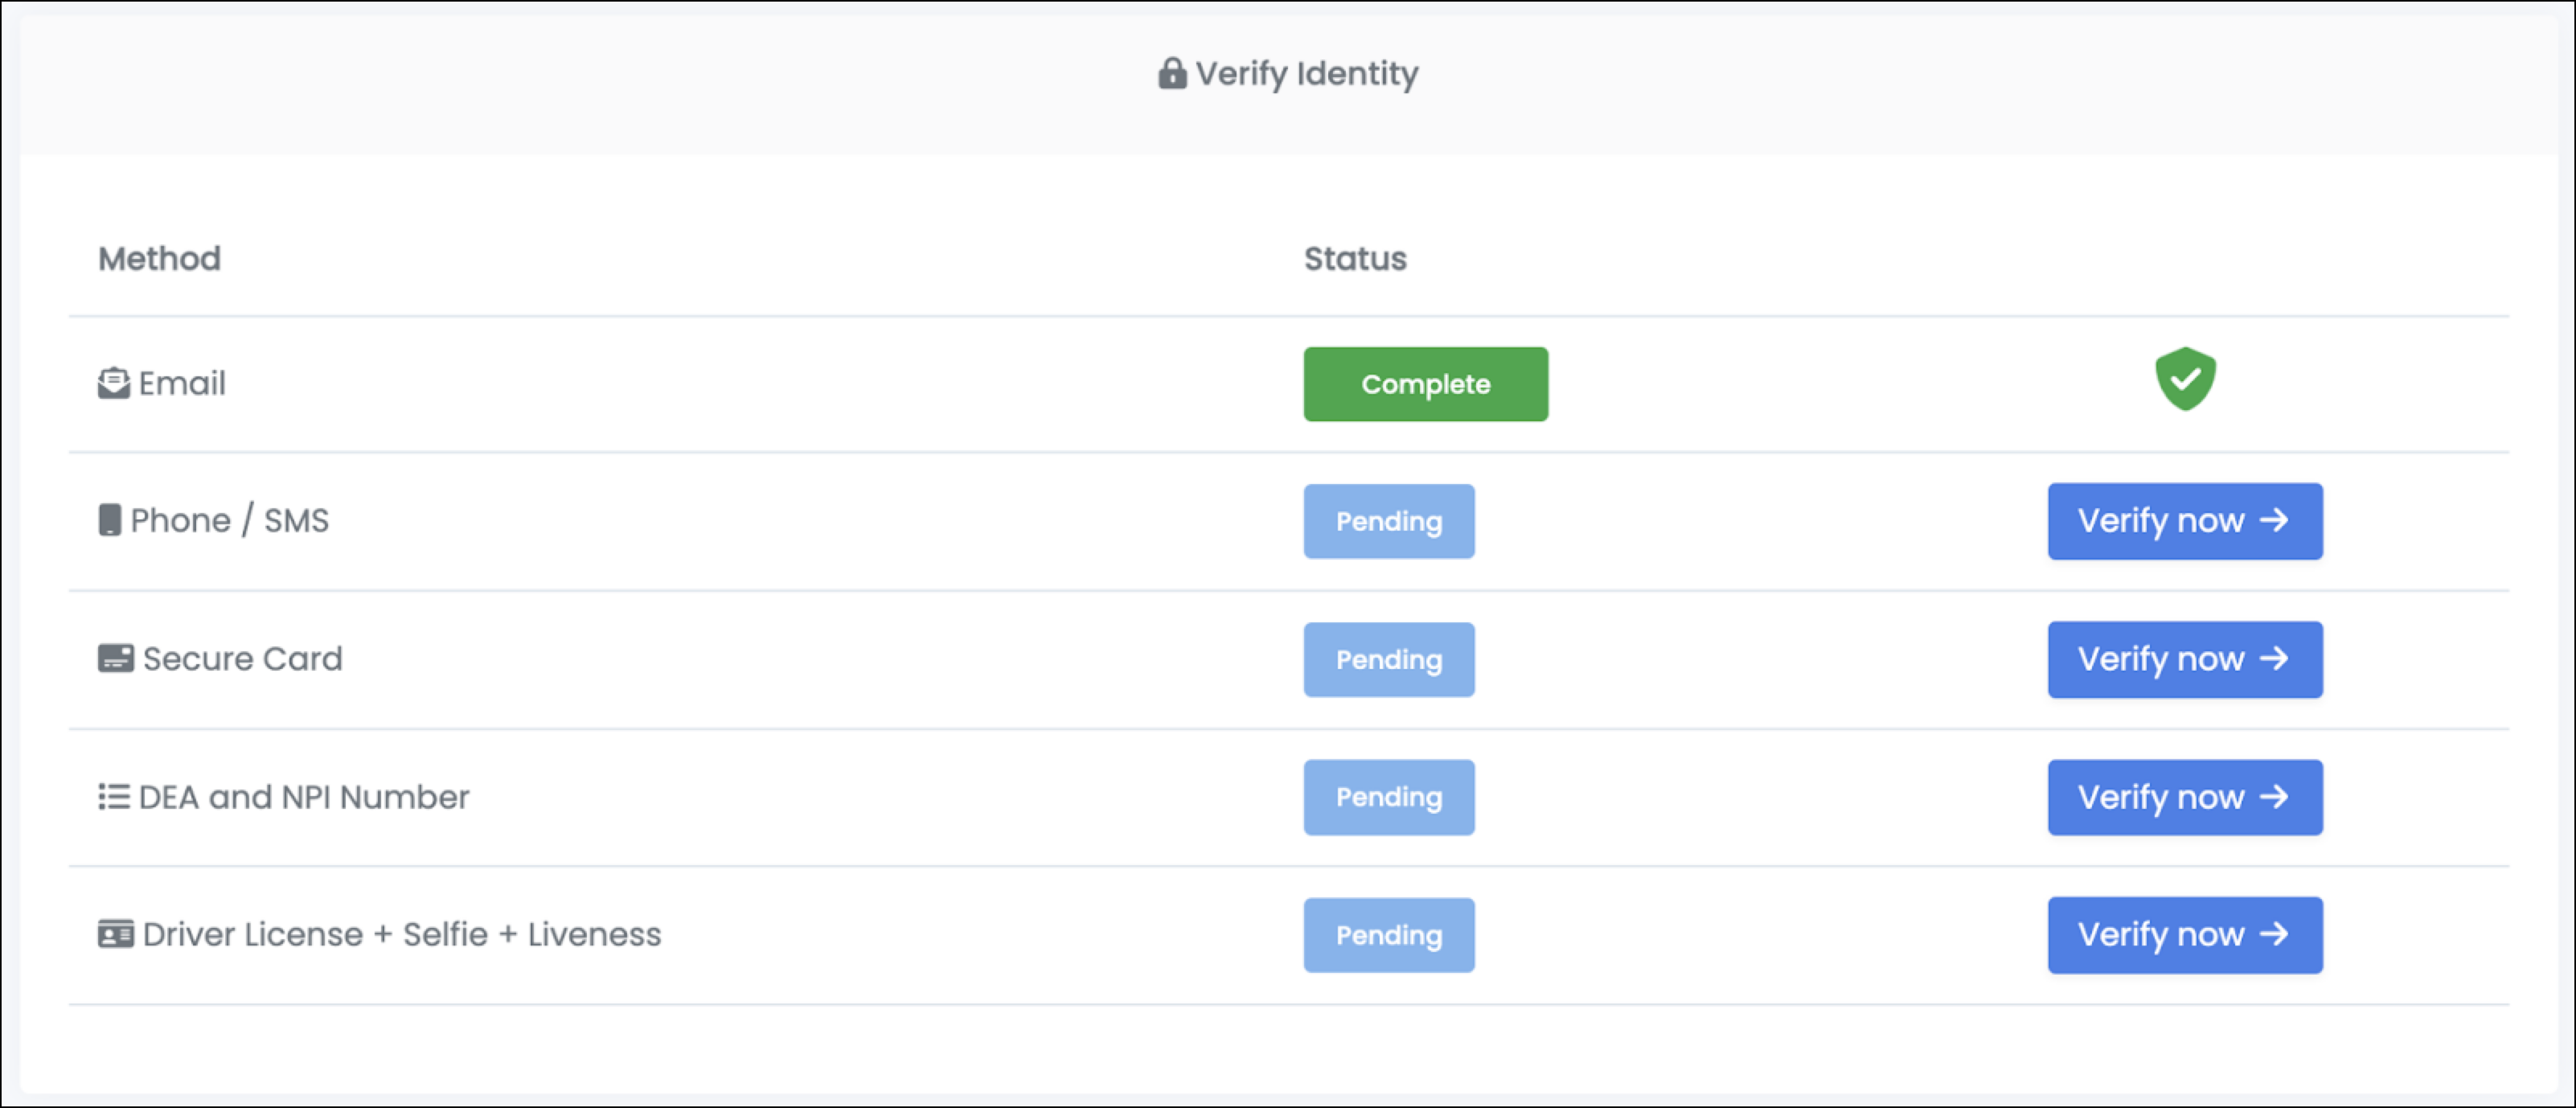 Verify Identity
Method Status
Email Complete
Phone / SMS Pending Verify now →
Secure Card Pending Verify now →
DEA and NPI Number Pending Verify now →
Driver License + Selfie + Liveness Pending Verify now →